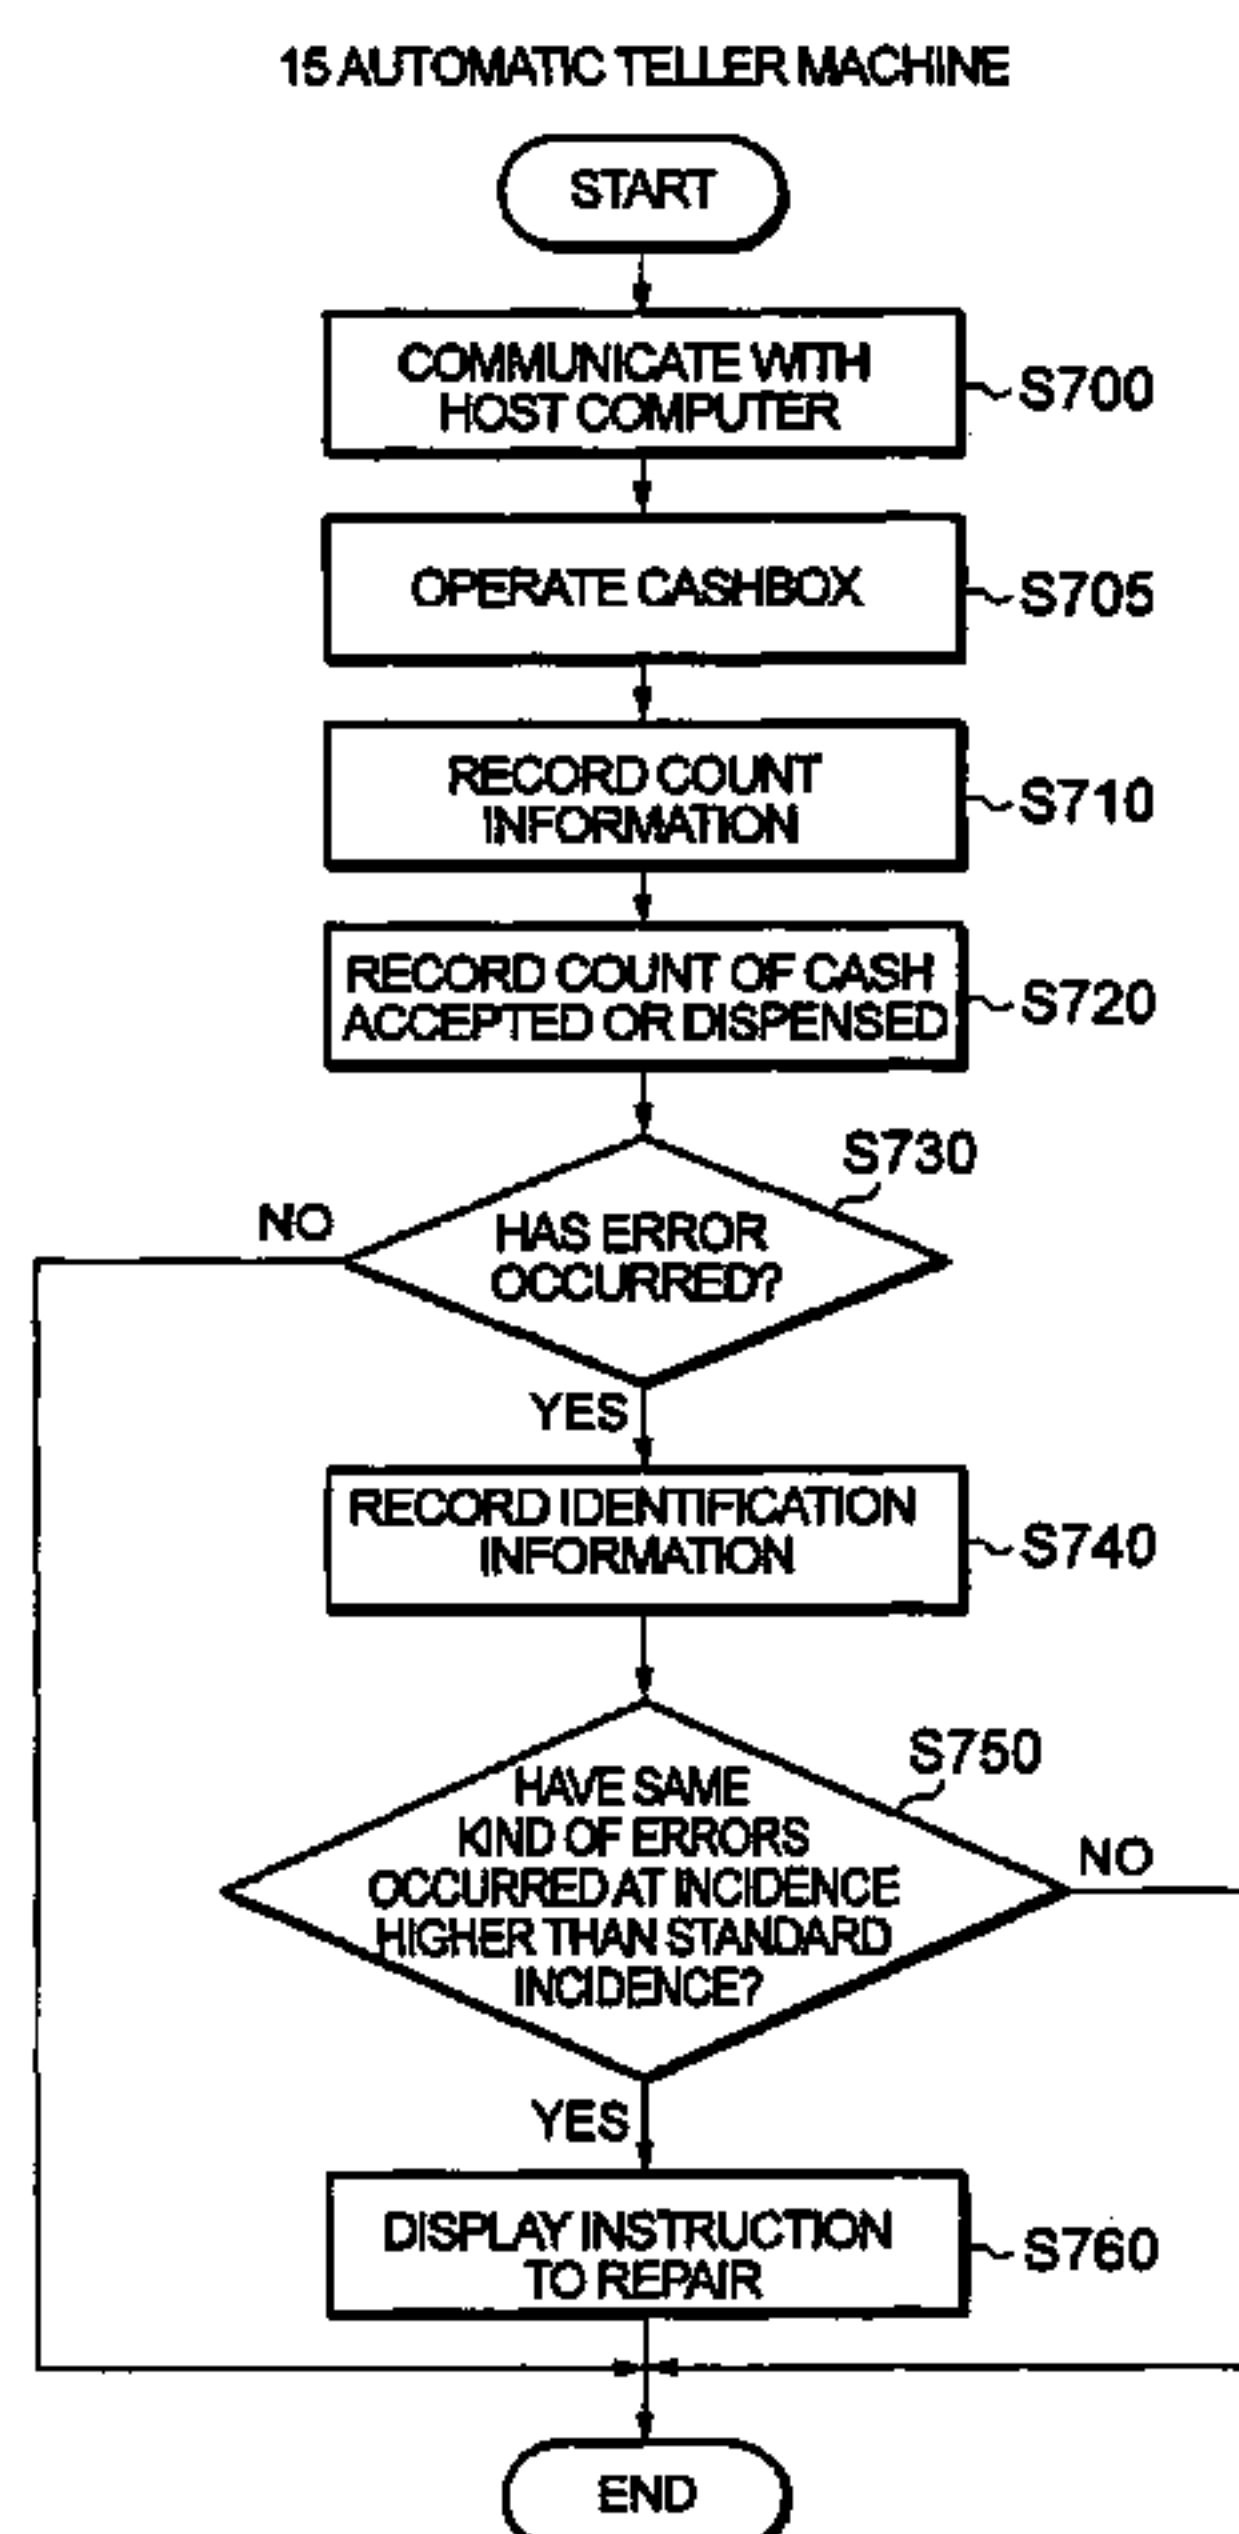 15 AUTOMATIC TELLER MACHINE
START
COMMUNICATE WITH
HOST COMPUTER
S700
OPERATE CASHBOX
S705
RECORD COUNT
INFORMATION
S710
RECORD COUNT OF CASH
ACCEPTED OR DISPENSED
S720
S730
NO
HAS ERROR
OCCURRED?
YES
RECORD IDENTIFICATION
INFORMATION
S740
S750
HAVE SAME
KIND OF ERRORS
OCCURRED AT INCIDENCE
HIGHER THAN STANDARD
INCIDENCE?
NO
YES
DISPLAY INSTRUCTION
TO REPAIR
S760
END